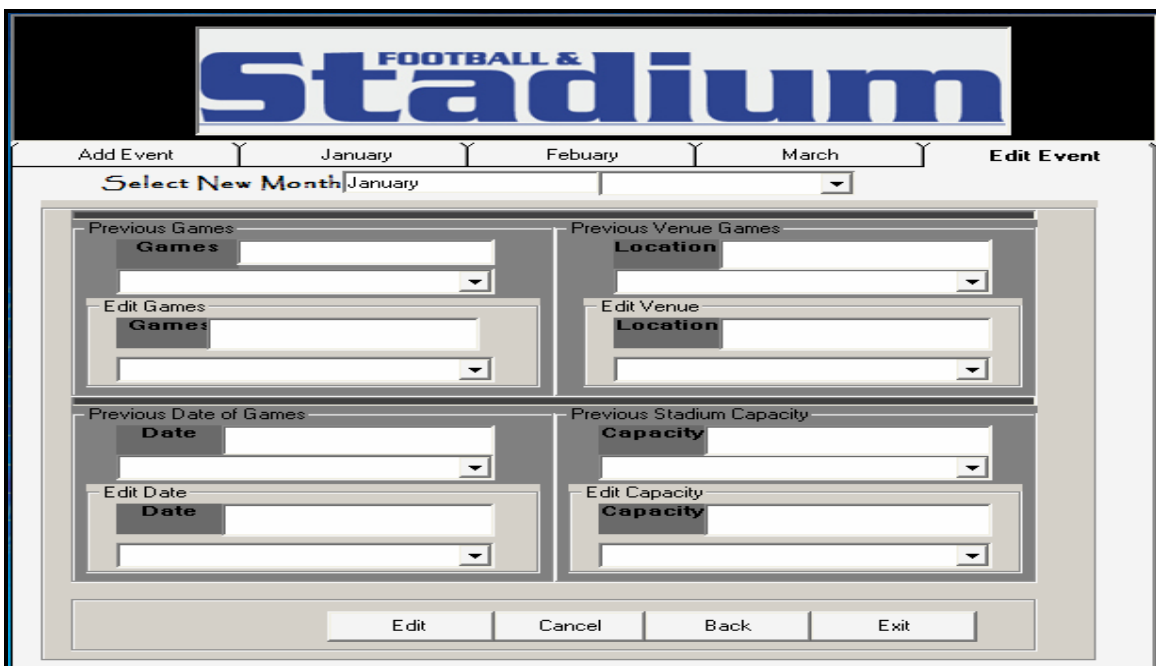 FOOTBALL &
Stadium
Add Event January Febuary March Edit Event
Select New Month January
Previous Games Previous Venue Games
Games Location
Edit Games Edit Venue
Games Location
Previous Date of Games Previous Stadium Capacity
Date Capacity
Edit Date Edit Capacity
Date Capacity
Edit Cancel Back Exit